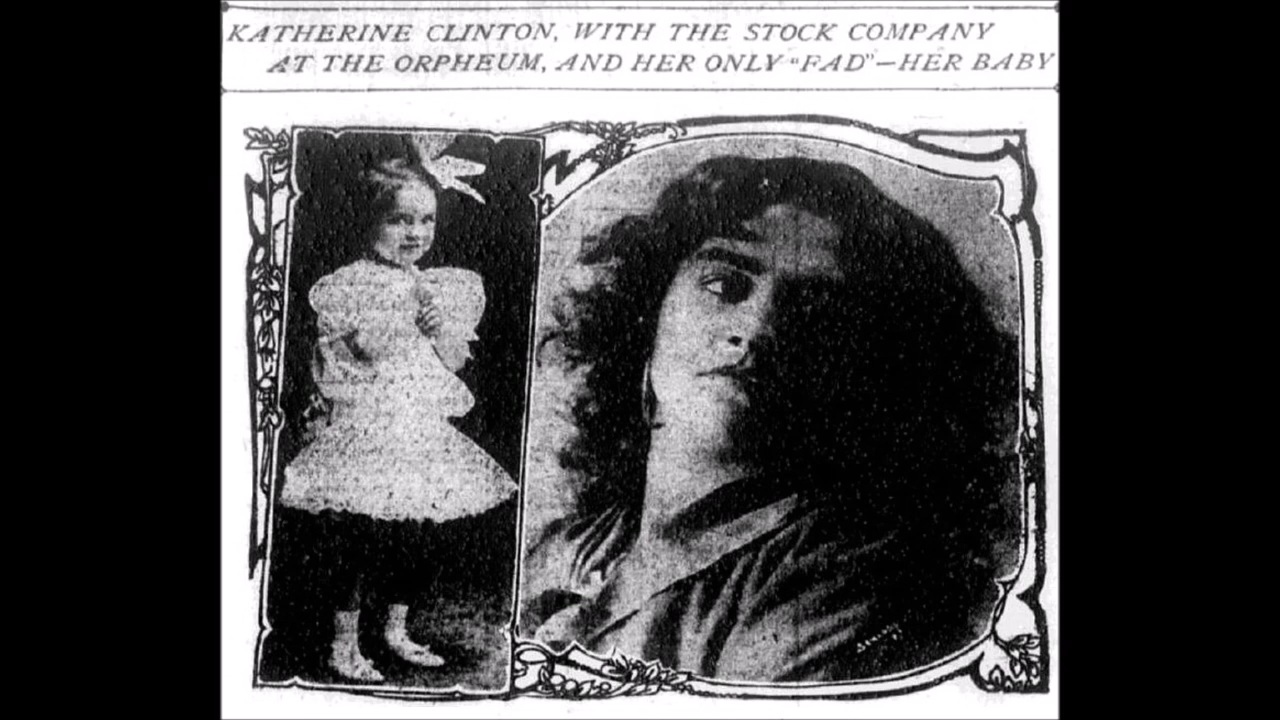 KATHERINE CLINTON, WITH THE STOCK COMPANY
AT THE ORPHEUM, AND HER ONLY "FAD"—HER BABY